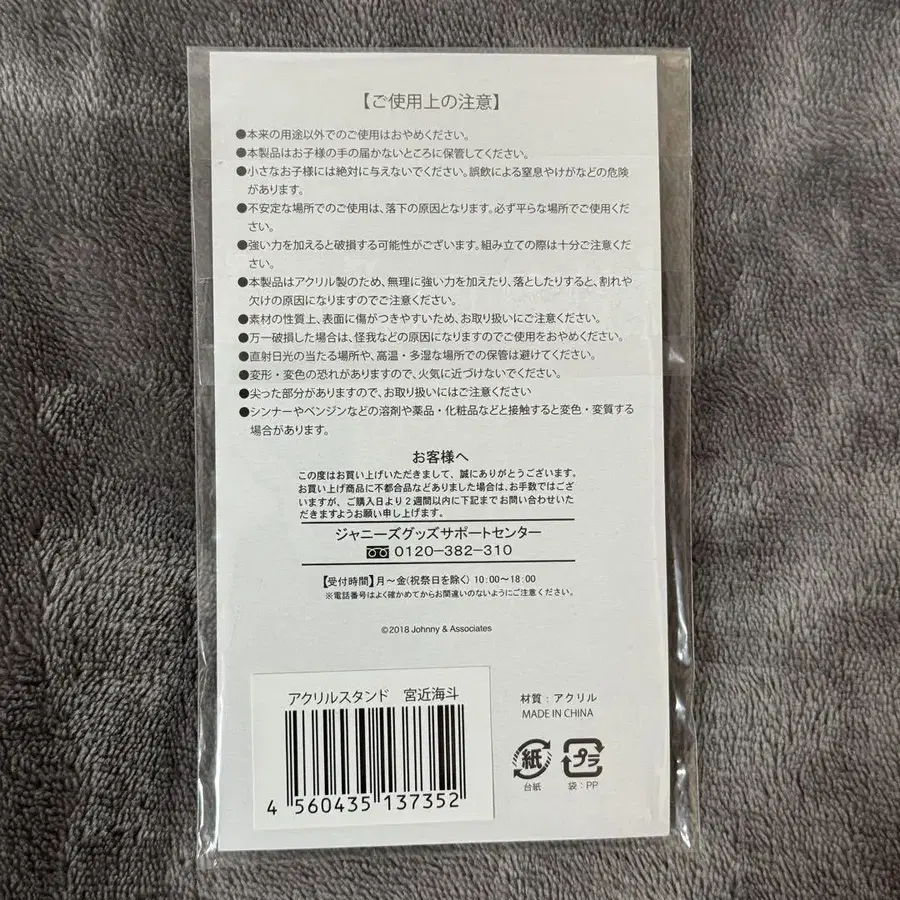 【ご使用上の注意】
●本来の用途以外でのご使用はおやめください。
●本製品はお子様の手の届かないところに保管してください。
●小さなお子様には絶対に与えないでください。誤飲による窒息やけがなどの危険
があります。
●不安定な場所でのご使用は、落下の原因となります。必ず平らな場所でご使用くだ
さい。
●強い力を加えると破損する可能性がございます。組み立ての際は十分ご注意くだ
さい。
●本製品はアクリル製のため、無理に強い力を加えたり、落としたりすると、割れや
欠けの原因になりますのでご注意ください。
●素材の性質上、表面に傷がつきやすいため、お取り扱いにご注意ください。
●万一破損した場合は、怪我などの原因になりますのでご使用をおやめください。
●直射日光の当たる場所や、高温・多湿な場所での保管は避けてください。
●変形・変色の恐れがありますので、火気に近づけないでください。
●尖った部分がありますので、お取り扱いにはご注意ください
●シンナーやベンジンなどの溶剤や薬品・化粧品などと接触すると変色・変質する
場合があります。
お客様へ
この度はお買い上げいただきまして、誠にありがとうございます。
お買い上げ商品に不都合品などありました場合は、お手数ではござ
いますが、ご購入日より2週間以内に下記までお問い合わせいた
だきますようお願い申し上げます。
ジャニーズグッズサポートセンター
0120-382-310
【受付時間】月〜金(祝祭日を除く) 10:00〜18:00
※電話番号はよく確かめてからお間違いのないようにご注意ください。
©2018 Johnny & Associates
アクリルスタンド 宮近海斗
4 560435 137352
材質：アクリル
MADE IN CHINA
紙
プラ
台紙
袋：PP